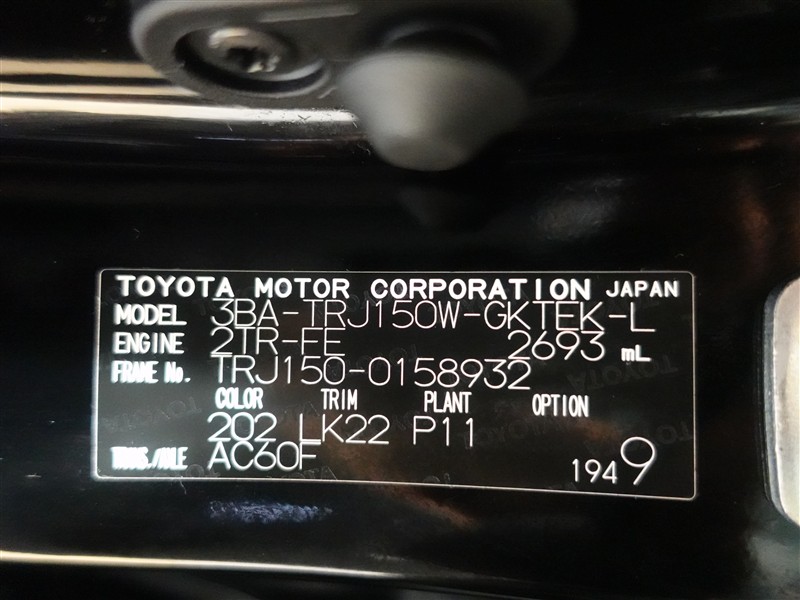 TOYOTA MOTOR CORPORATION JAPAN
MODEL 3BA-TRJ150W-GKTEK-L
ENGINE 2TR-FE 2693 mL
FRAME No. TRJ150-0158932
COLOR TRIM PLANT OPTION
202 LK22 P11
TRANS./AXLE AC60F
1949